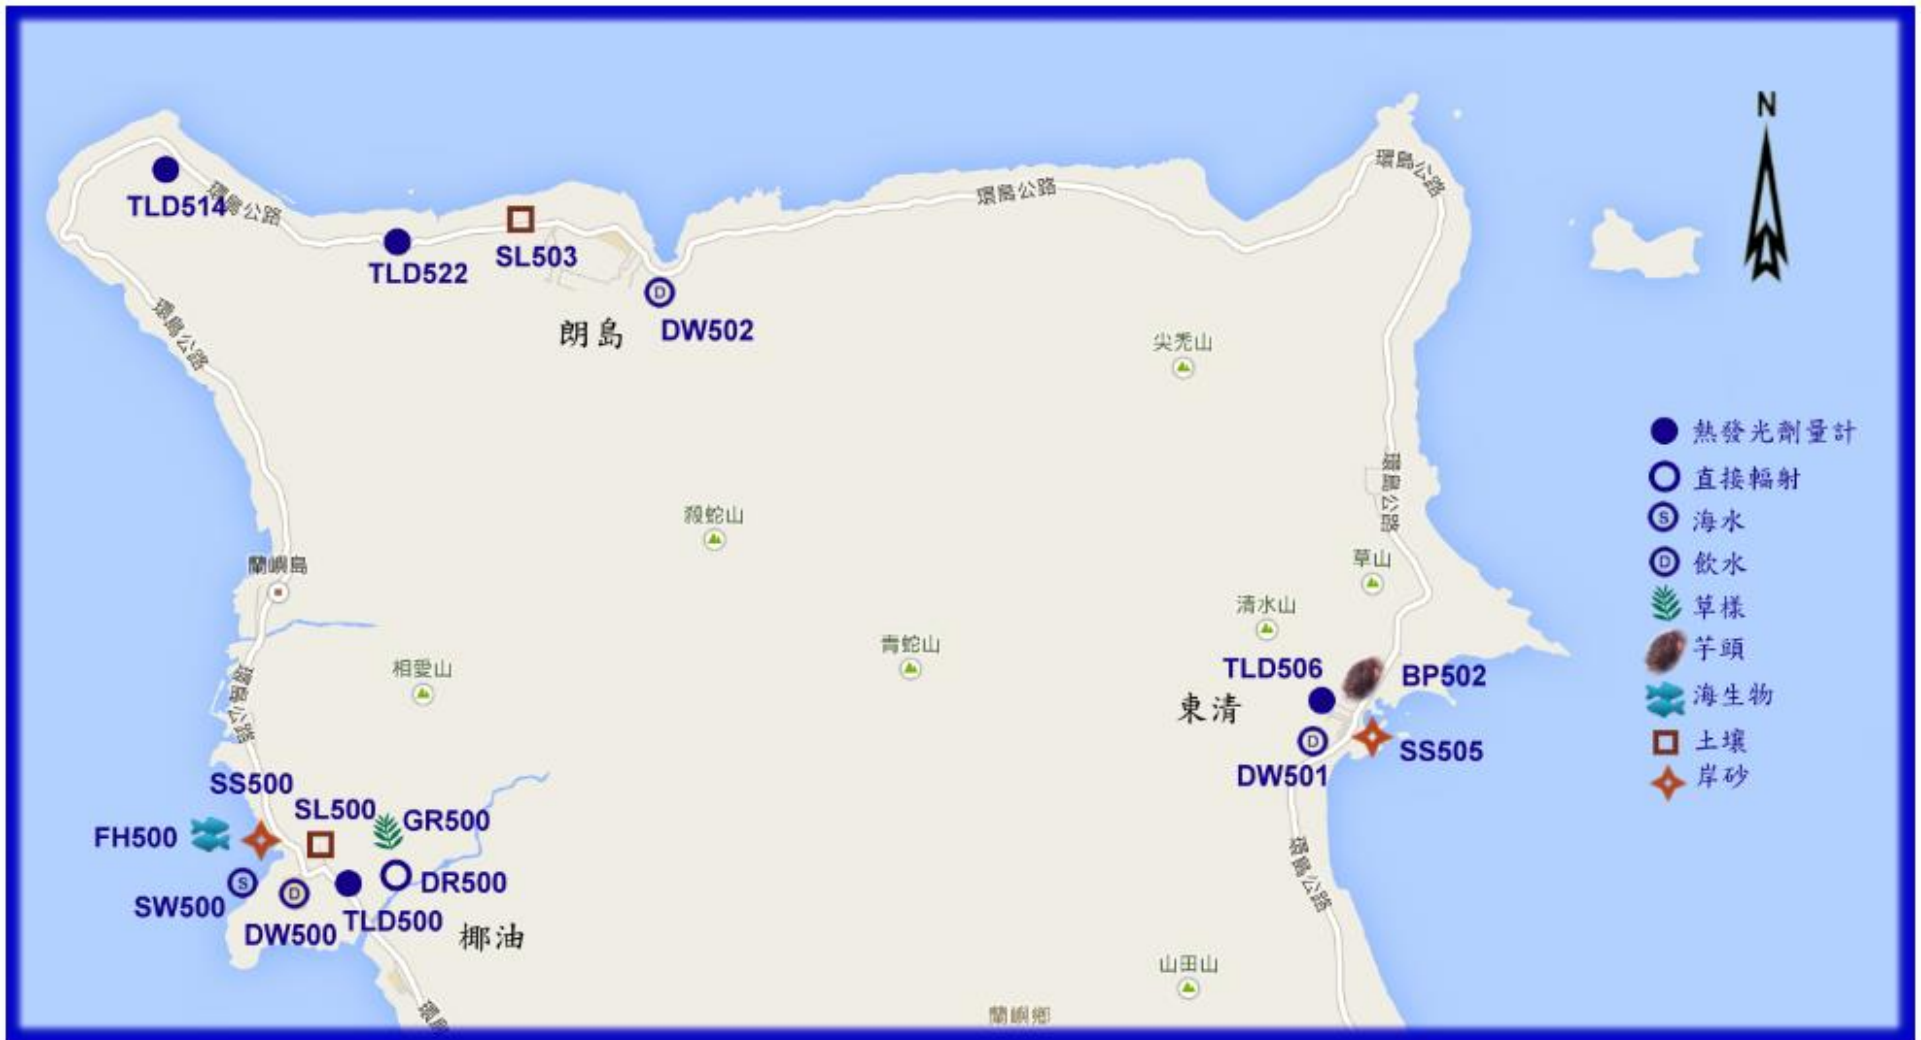 N
環島公路
環島公路
環島公路
TLD514
SL503
TLD522
朗島
DW502
環島公路
尖禿山
熱發光劑量計
直接輻射
環島公路
殺蛇山
海水
S
草山
飲水
D
蘭嶼島
清水山
草樣
青蛇山
芋頭
相愛山
TLD506
BP502
環島公路
海生物
東清
D
SS505
土壤
DW501
岸砂
SS500
SL500
GR500
FH500
DR500
S
D
SW500
TLD500
DW500
椰油
環島公路
山田山
蘭嶼鄉
環島
D